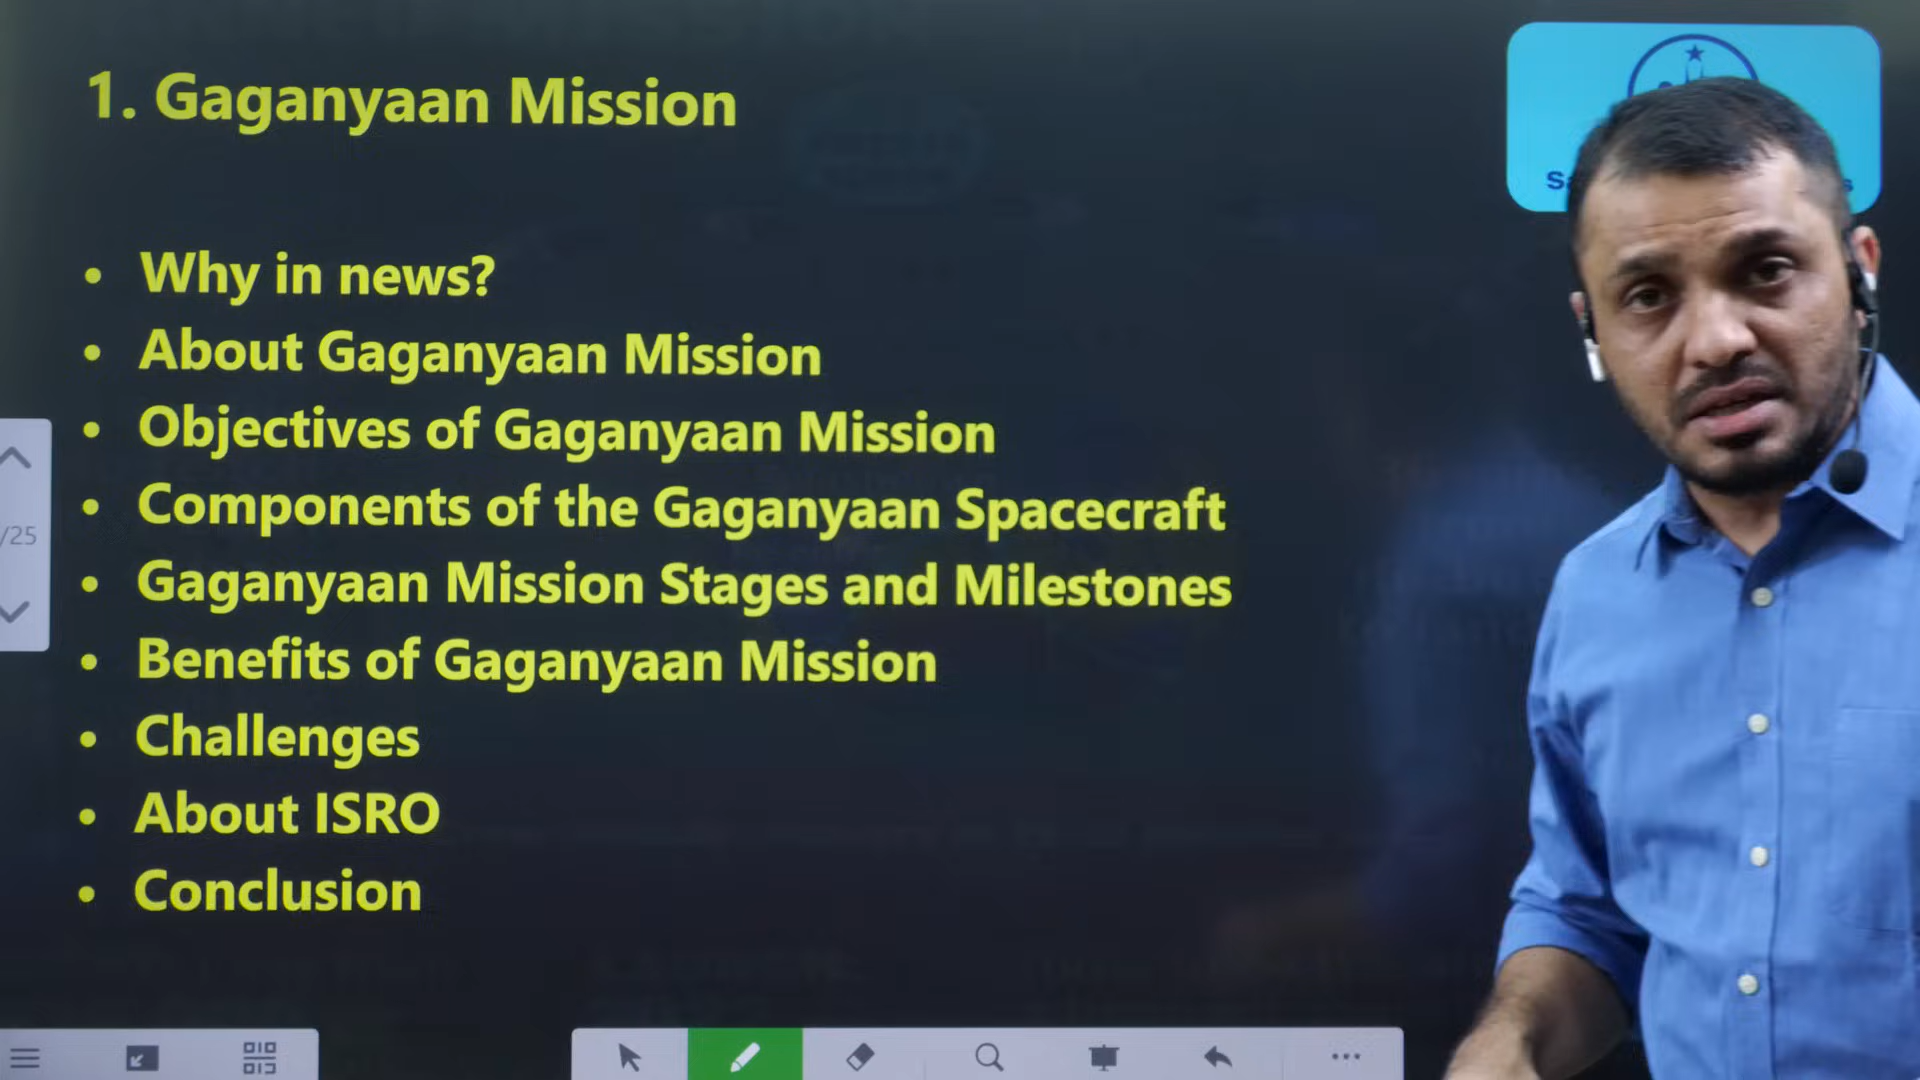 1. Gaganyaan Mission
• Why in news?
• About Gaganyaan Mission
• Objectives of Gaganyaan Mission
• Components of the Gaganyaan Spacecraft
• Gaganyaan Mission Stages and Milestones
• Benefits of Gaganyaan Mission
• Challenges
• About ISRO
• Conclusion
/25